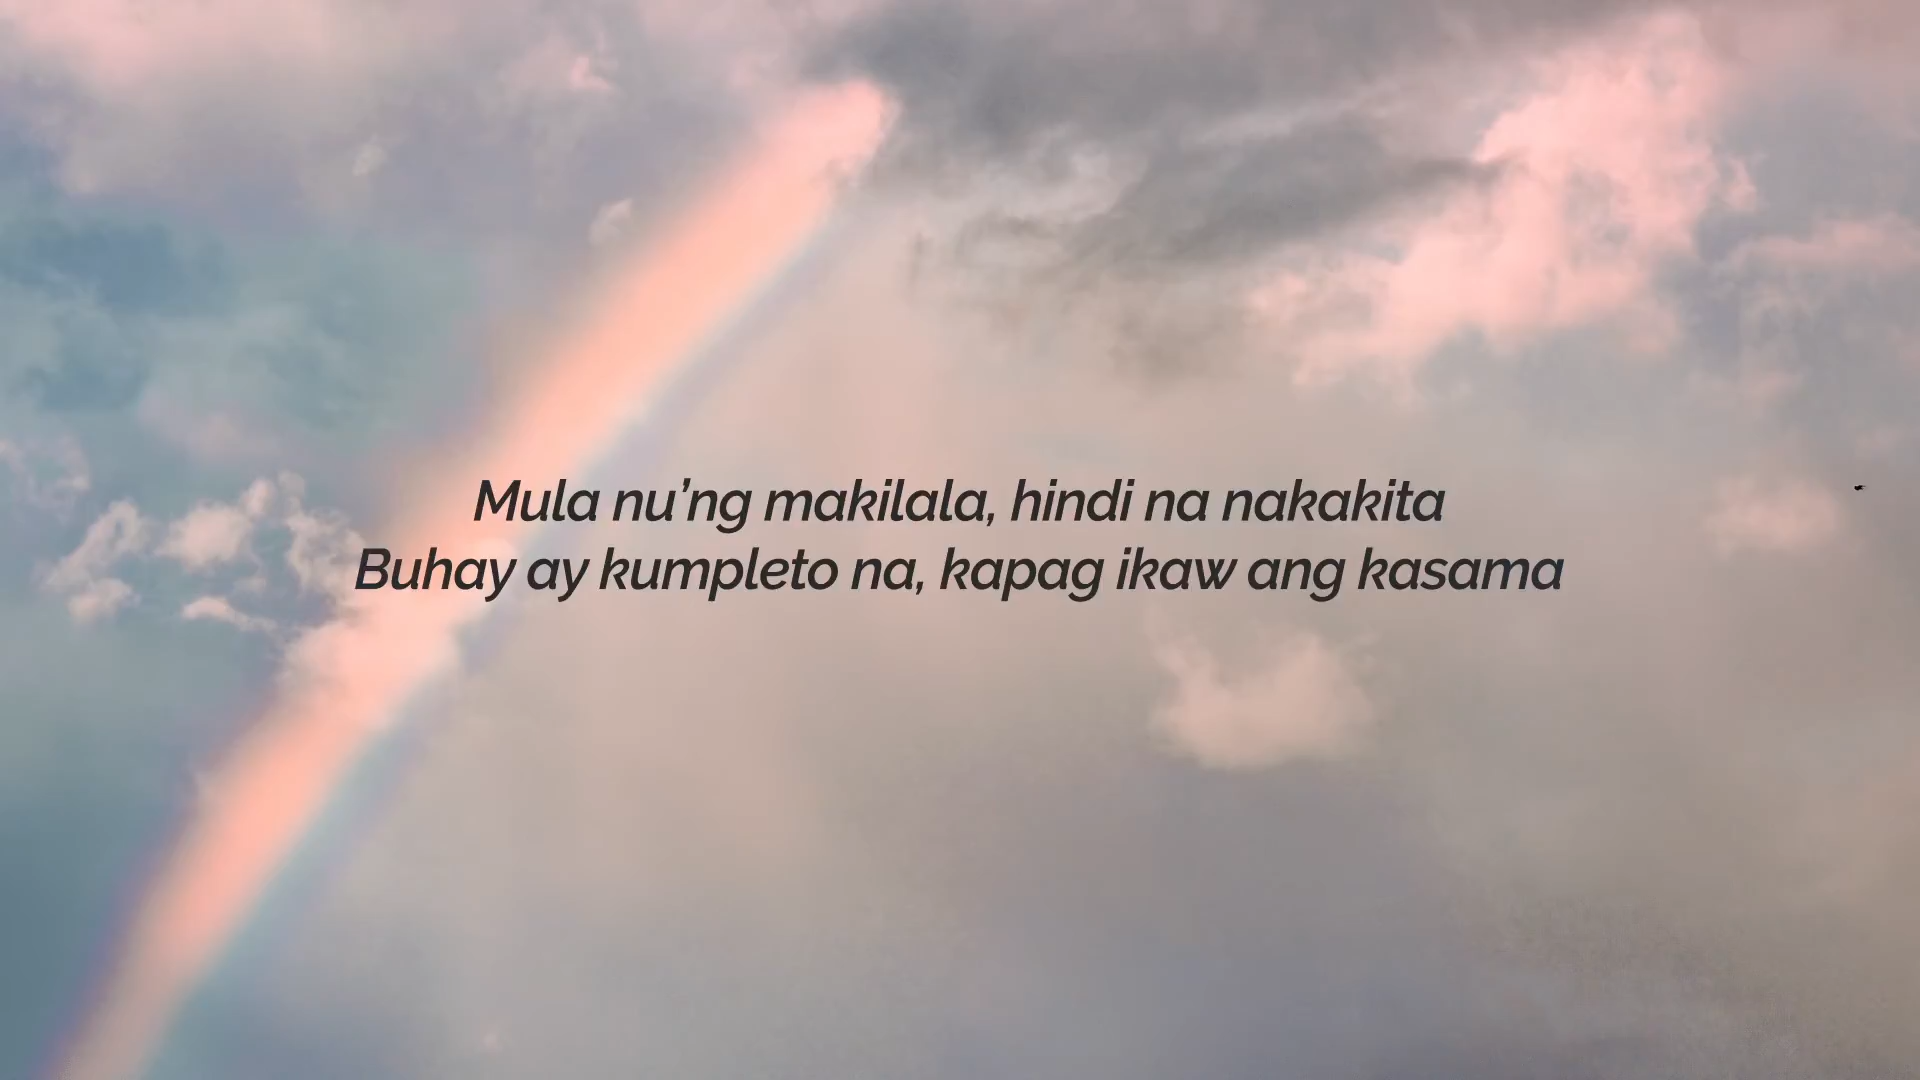 Mula nu’ng makilala, hindi na nakakita
Buhay ay kumpleto na, kapag ikaw ang kasama